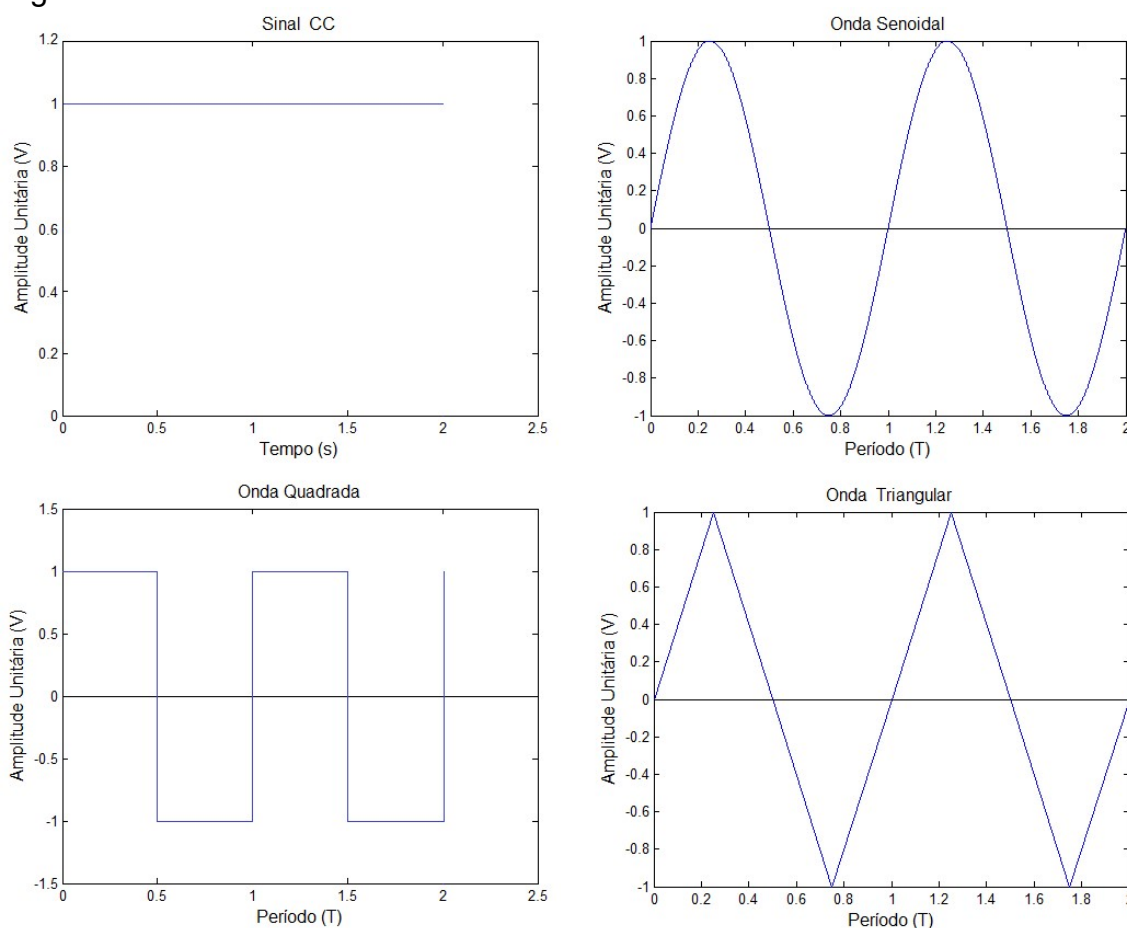 g
Sinal CC
1.2
1
0.8
0.6
0.4
0.2
0
Amplitude Unitária (V)
0 0.5 1 1.5 2 2.5
Tempo (s)
Onda Senoidal
1
0.8
0.6
0.4
0.2
0
-0.2
-0.4
-0.6
-0.8
-1
Amplitude Unitária (V)
0 0.2 0.4 0.6 0.8 1 1.2 1.4 1.6 1.8 2
Período (T)
Onda Quadrada
1.5
1
0.5
0
-0.5
-1
-1.5
Amplitude Unitária (V)
0 0.5 1 1.5 2 2.5
Período (T)
Onda Triangular
1
0.8
0.6
0.4
0.2
0
-0.2
-0.4
-0.6
-0.8
-1
Amplitude Unitária (V)
0 0.2 0.4 0.6 0.8 1 1.2 1.4 1.6 1.8 2
Período (T)